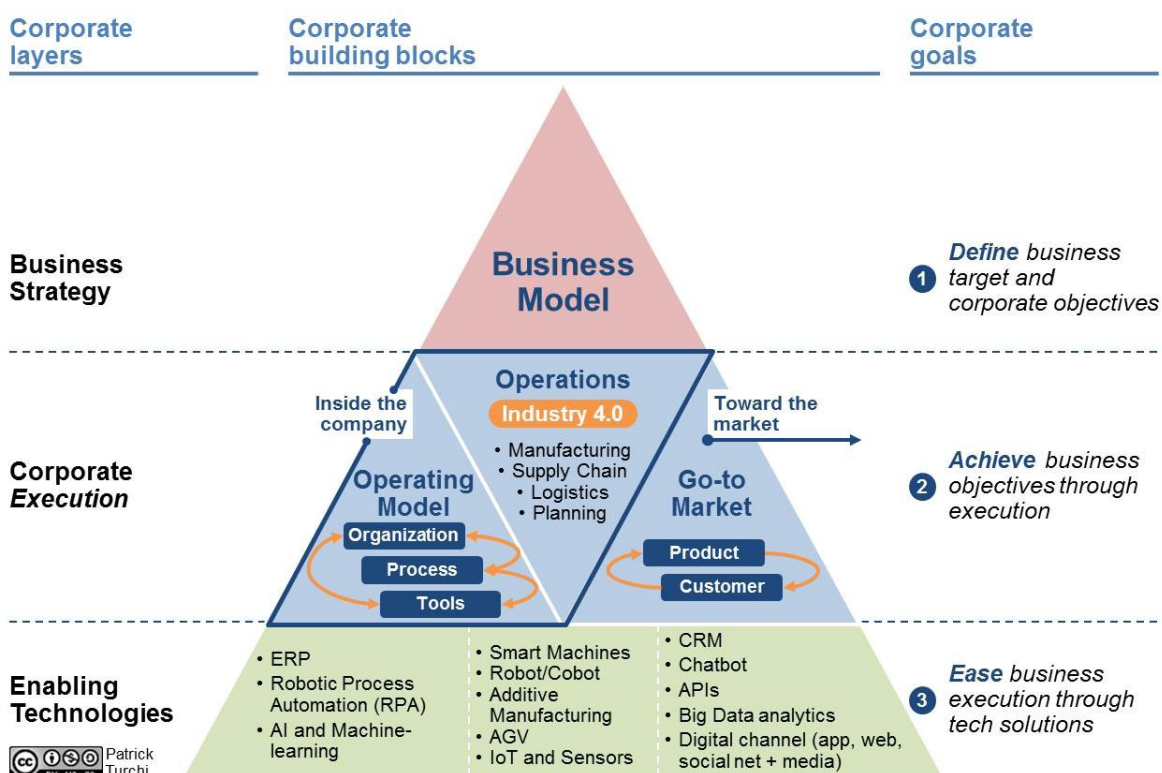 Corporate
layers
Corporate
building blocks
Corporate
goals
Business
Strategy
Business
Model
1
Define business
target and
corporate objectives
Corporate
Execution
Inside the
company
Operating
Model
Organization
Process
Tools
Operations
Industry 4.0
• Manufacturing
• Supply Chain
• Logistics
• Planning
Toward the
market
Go-to
Market
Product
Customer
2
Achieve business
objectives through
execution
Enabling
Technologies
• ERP
• Robotic Process
Automation (RPA)
• AI and Machine-
learning
• Smart Machines
• Robot/Cobot
• Additive
Manufacturing
• AGV
• IoT and Sensors
• CRM
• Chatbot
• APIs
• Big Data analytics
• Digital channel (app, web,
social net + media)
3
Ease business
execution through
tech solutions
cc
Patrick
Turchi